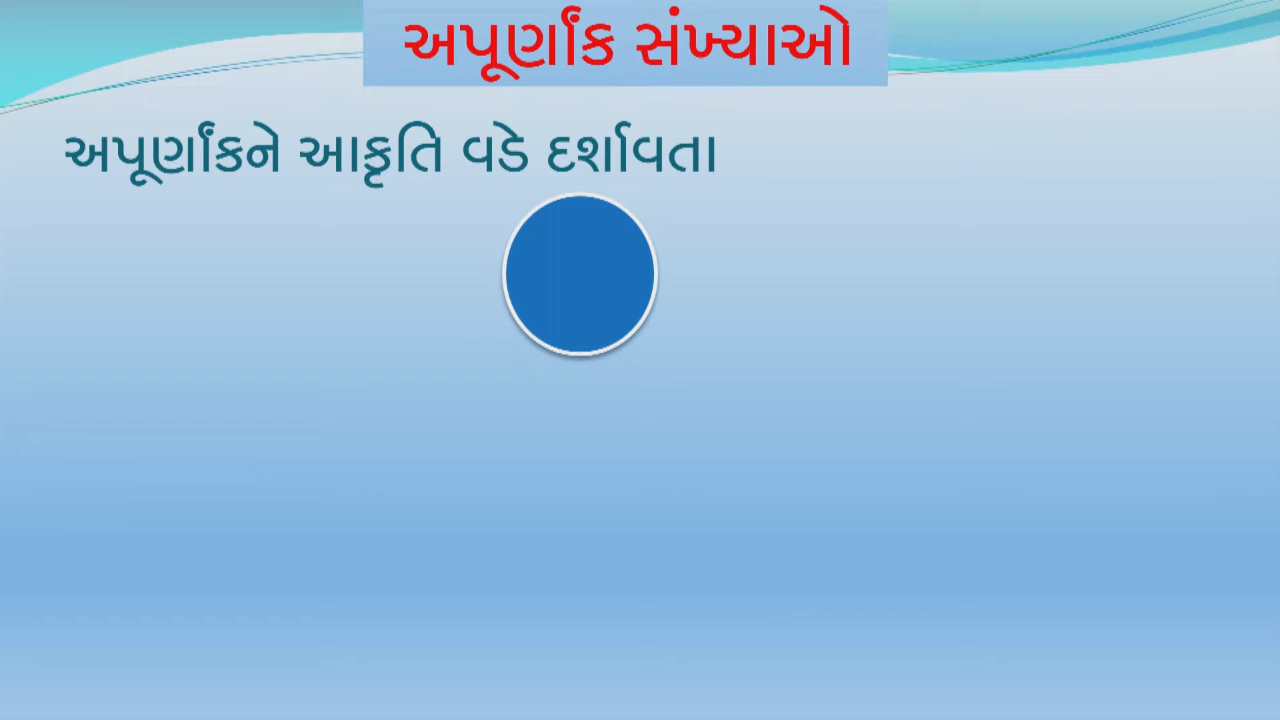 અપૂર્ણાંક સંખ્યાઓ
અપૂર્ણાંકને આકૃતિ વડે દર્શાવતા